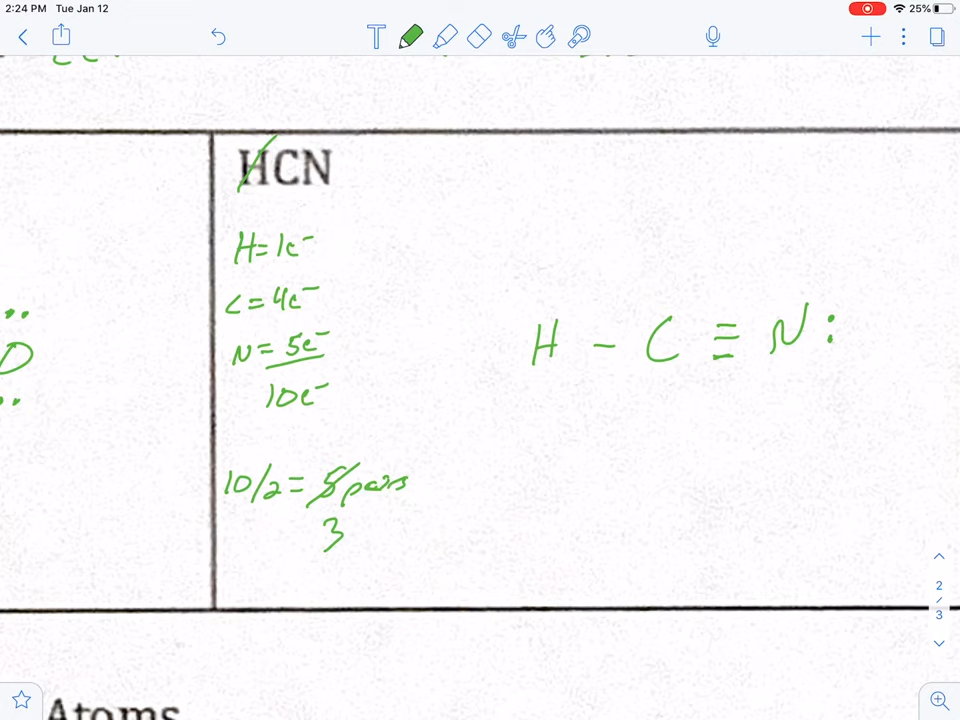 2:24 PM Tue Jan 12
25%
HCN
H = 1e⁻
C = 4e⁻
N = 5e⁻
10e⁻
H – C ≡ N :
10/2 = 5 pairs
3
2
/
3
Atoms